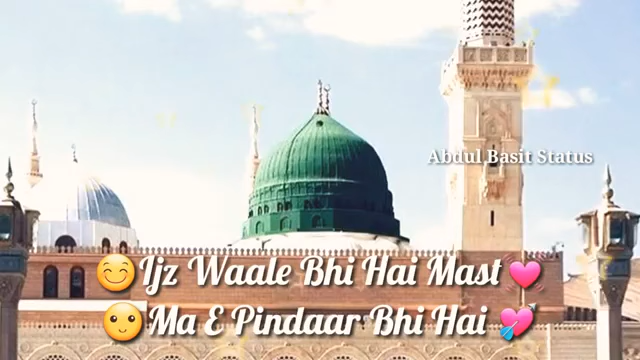 Abdul Basit Status
😊Ijz Waale Bhi Hai Mast💓
🙂Ma E Pindaar Bhi Hai 💘